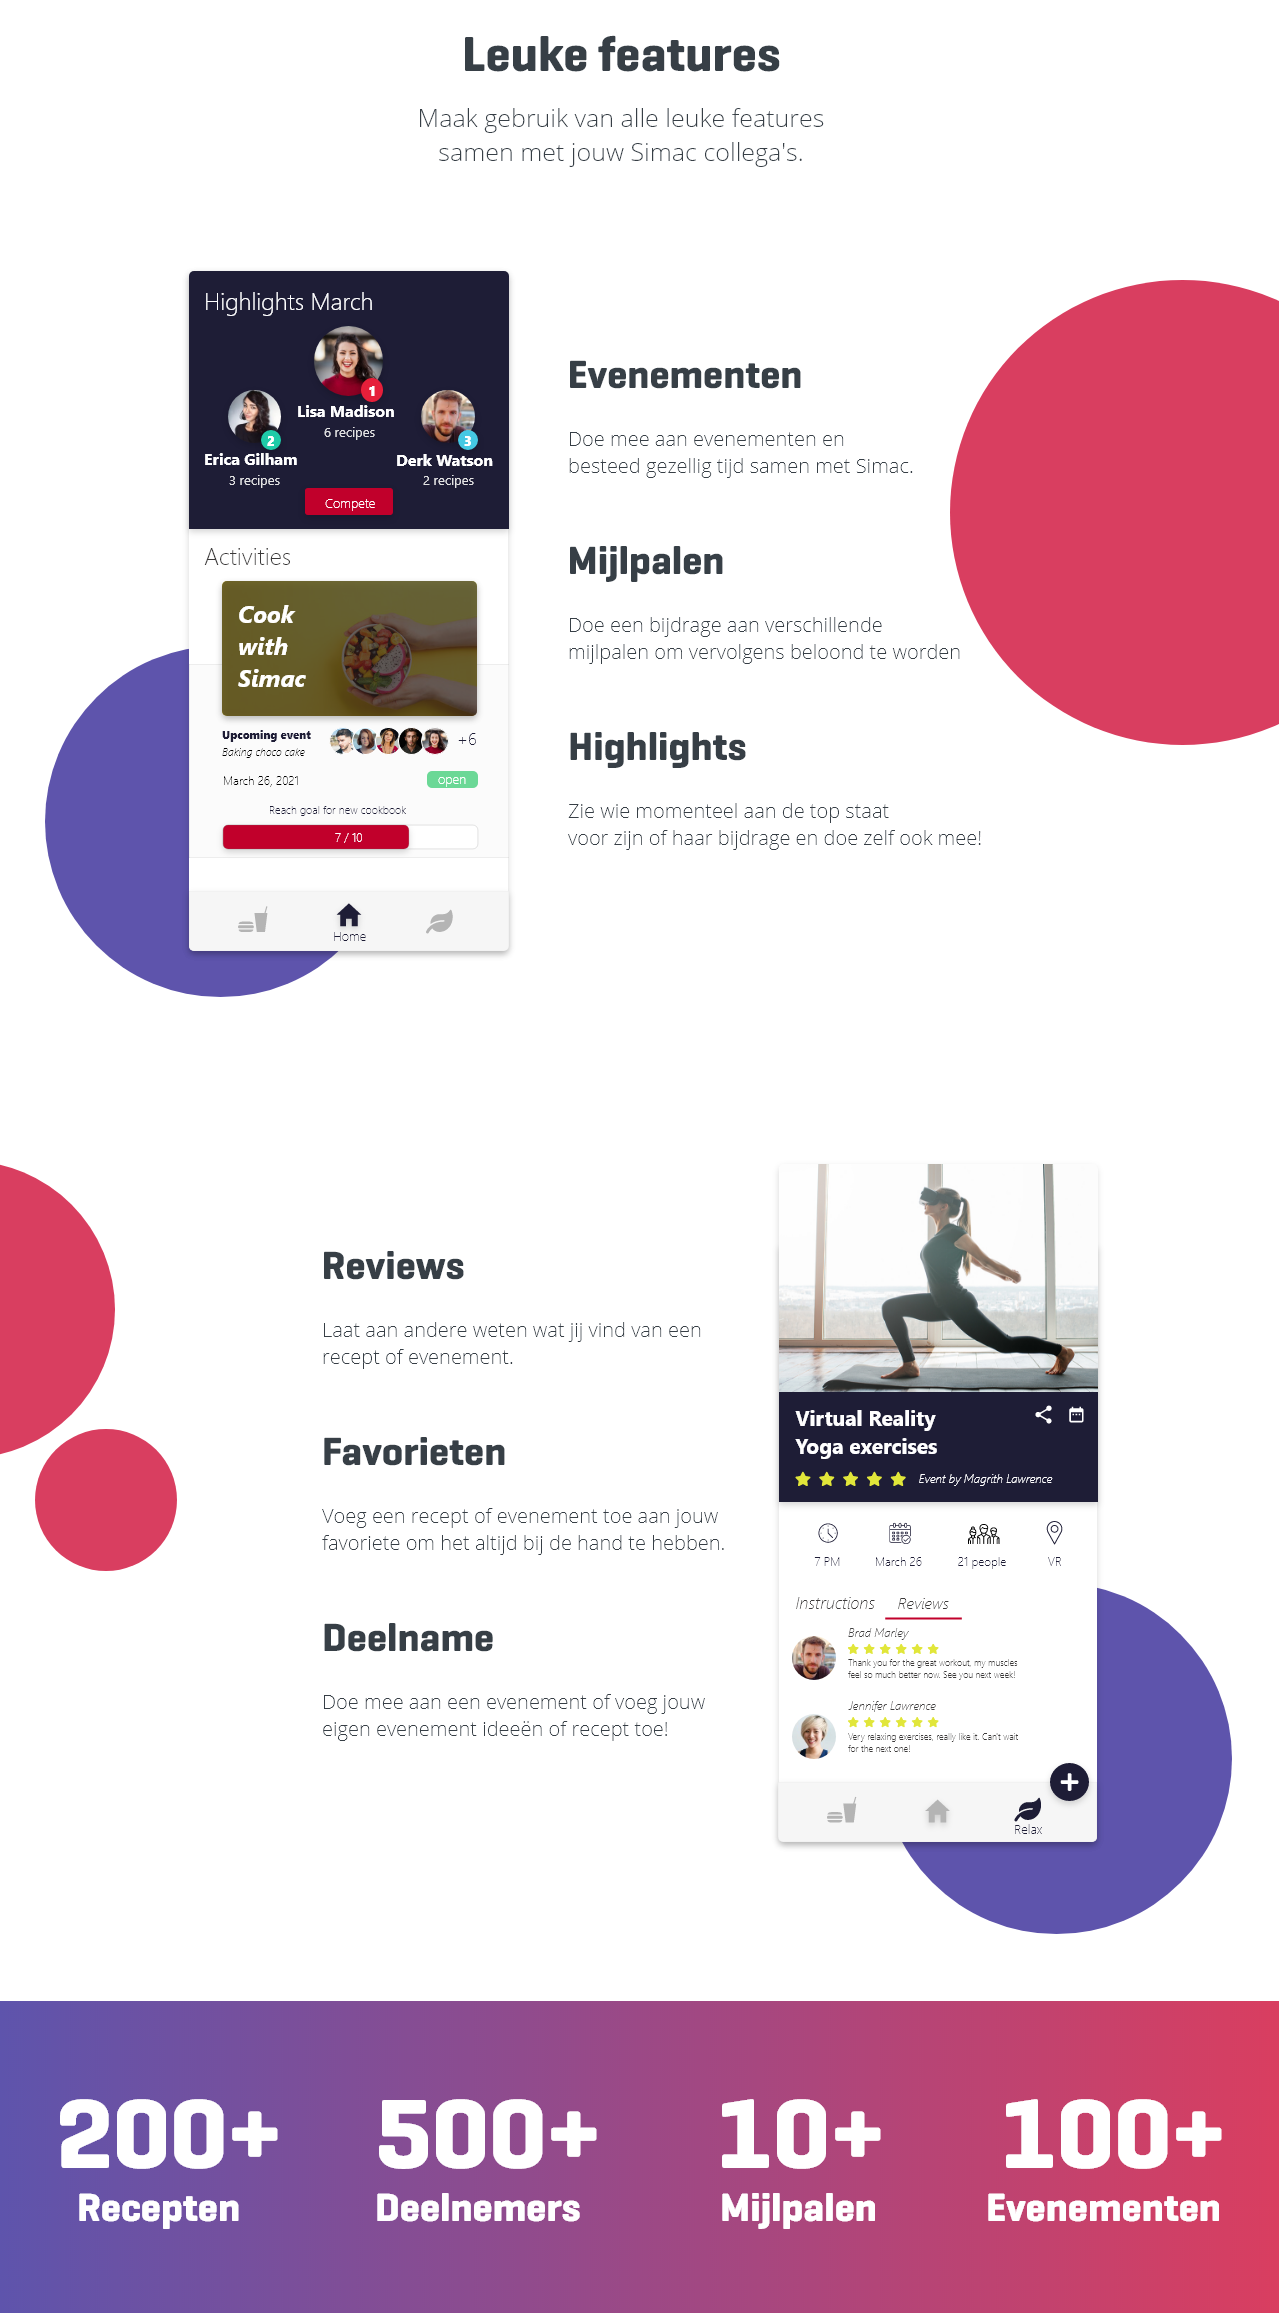 Leuke features
Maak gebruik van alle leuke features
samen met jouw Simac collega's.
Highlights March
1
Lisa Madison
6 recipes
2
Erica Gilham
3 recipes
3
Derk Watson
2 recipes
Compete
Activities
Cook
with
Simac
Upcoming event
Baking choco cake
+6
March 26, 2021
open
Reach goal for new cookbook
7 / 10
Home
Evenementen
Doe mee aan evenementen en
besteed gezellig tijd samen met Simac.
Mijlpalen
Doe een bijdrage aan verschillende
mijlpalen om vervolgens beloond te worden
Highlights
Zie wie momenteel aan de top staat
voor zijn of haar bijdrage en doe zelf ook mee!
Reviews
Laat aan andere weten wat jij vind van een
recept of evenement.
Favorieten
Voeg een recept of evenement toe aan jouw
favoriete om het altijd bij de hand te hebben.
Deelname
Doe mee aan een evenement of voeg jouw
eigen evenement ideeën of recept toe!
Virtual Reality
Yoga exercises
Event by Magrith Lawrence
7 PM
March 26
21 people
VR
Instructions
Reviews
Brad Marley
Thank you for the great workout, my muscles
feel so much better now. See you next week!
Jennifer Lawrence
Very relaxing exercises, really like it. Can't wait
for the next one!
Relax
200+
Recepten
500+
Deelnemers
10+
Mijlpalen
100+
Evenementen